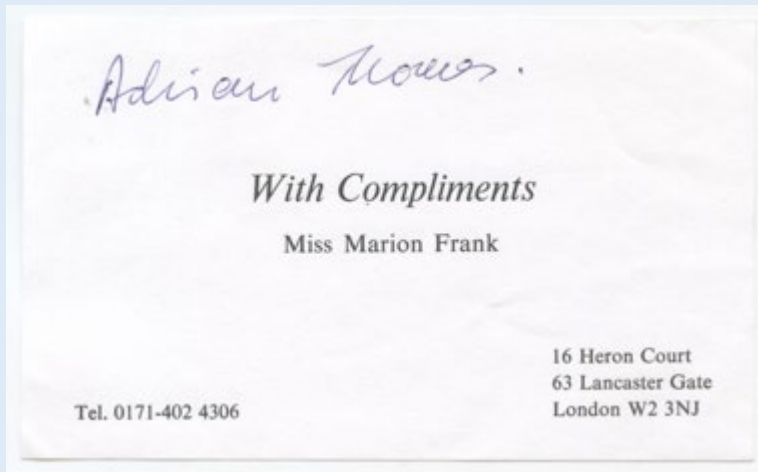 Adrian
With Compliments
Miss Marion Frank
16 Heron Court
63 Lancaster Gate
Tel. 0171-402 4306
London W2 3NJ